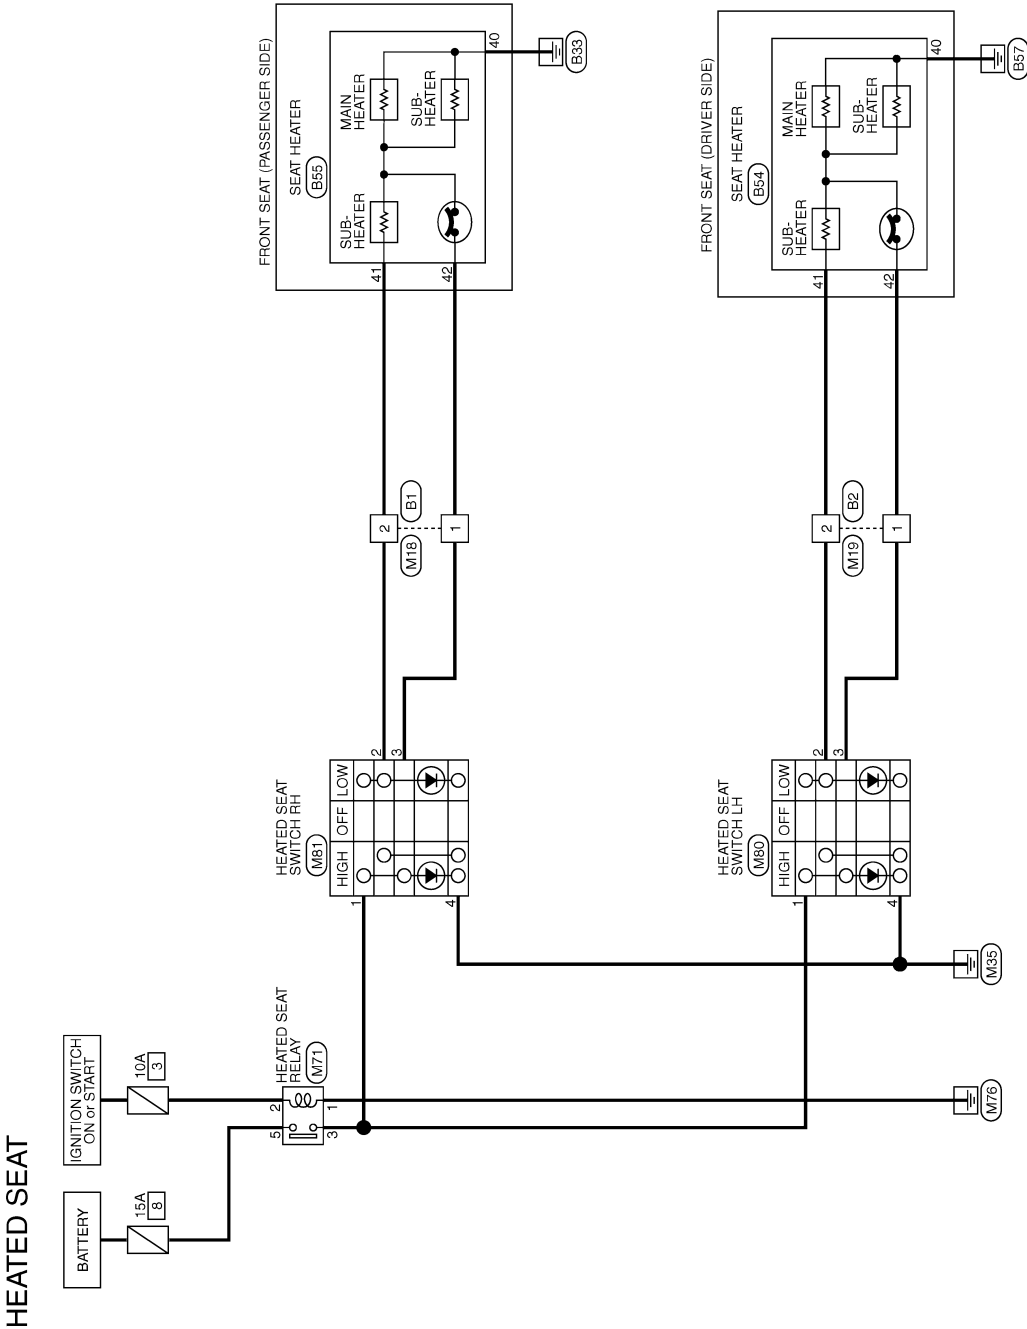 HEATED SEAT
BATTERY
15A
8
IGNITION SWITCH
ON or START
10A
3
HEATED SEAT
RELAY
M71
5
2
3
1
M76
M35
HEATED SEAT
SWITCH RH
M81
HIGH
OFF
LOW
1
4
2
3
HEATED SEAT
SWITCH LH
M80
HIGH
OFF
LOW
1
4
2
3
2
M18
B1
1
2
M19
B2
1
FRONT SEAT (PASSENGER SIDE)
SEAT HEATER
B55
SUB-
HEATER
MAIN
HEATER
SUB-
HEATER
41
42
40
B33
FRONT SEAT (DRIVER SIDE)
SEAT HEATER
B54
SUB-
HEATER
MAIN
HEATER
SUB-
HEATER
41
42
40
B57